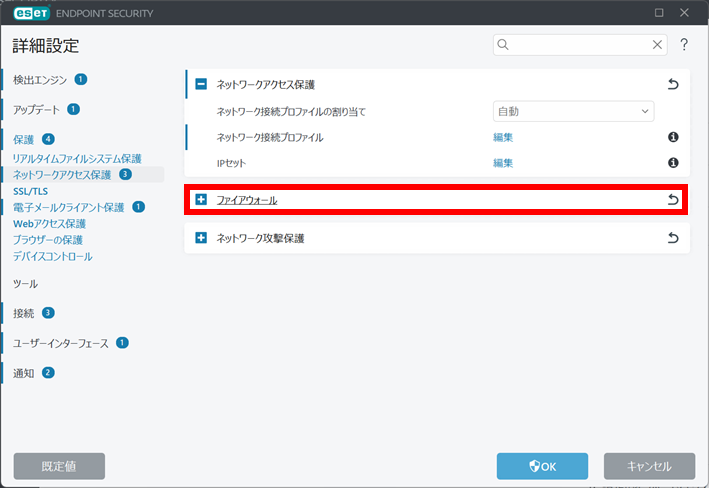 eset ENDPOINT SECURITY
詳細設定
?
検出エンジン 1
アップデート 1
保護 4
リアルタイムファイルシステム保護
ネットワークアクセス保護 3
SSL/TLS
電子メールクライアント保護 1
Webアクセス保護
ブラウザーの保護
デバイスコントロール
ツール
接続 3
ユーザーインターフェース 1
通知 2
ネットワークアクセス保護
ネットワーク接続プロファイルの割り当て 自動
ネットワーク接続プロファイル 編集
IPセット 編集
ファイアウォール
ネットワーク攻撃保護
既定値
OK
キャンセル